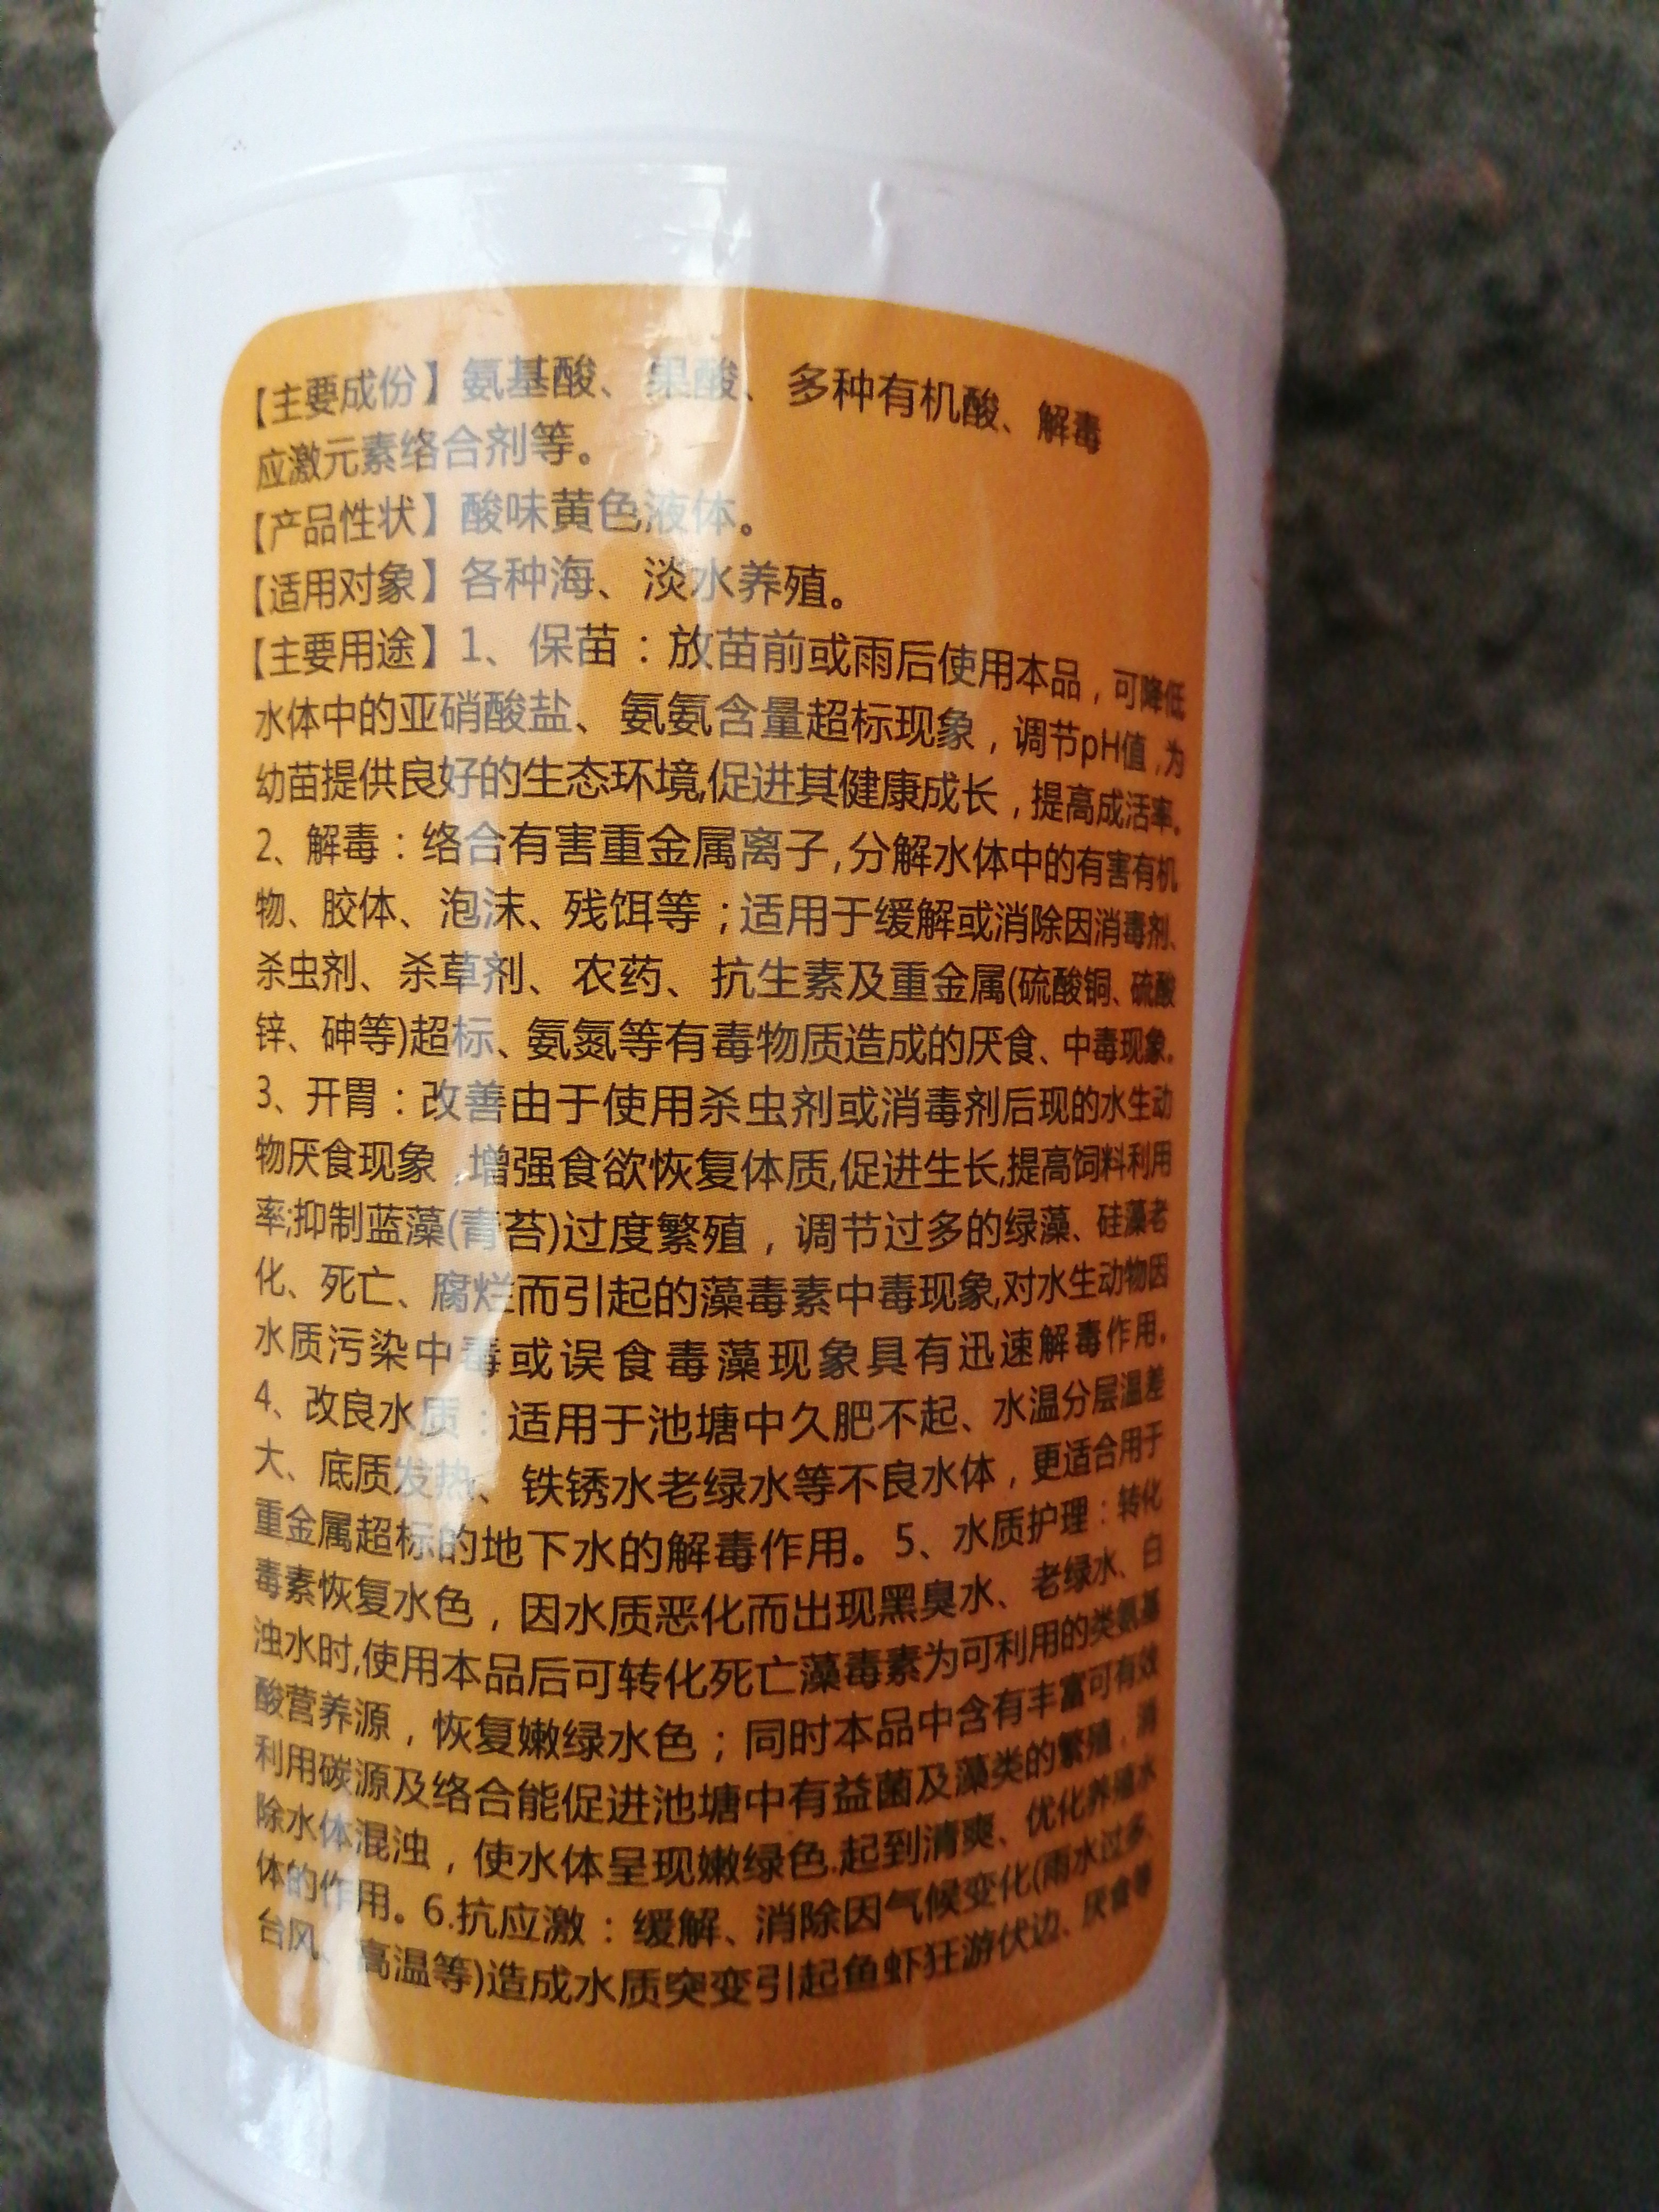 【主要成份】氨基酸、果酸、多种有机酸、解毒
应激元素络合剂等。
【产品性状】酸味黄色液体。
【适用对象】各种海、淡水养殖。
【主要用途】1、保苗：放苗前或雨后使用本品，可降低
水体中的亚硝酸盐、氨氨含量超标现象，调节pH值,为
幼苗提供良好的生态环境,促进其健康成长，提高成活率。
2、解毒：络合有害重金属离子,分解水体中的有害有机
物、胶体、泡沫、残饵等；适用于缓解或消除因消毒剂、
杀虫剂、杀草剂、农药、抗生素及重金属(硫酸铜、硫酸
锌、砷等)超标、氨氮等有毒物质造成的厌食、中毒现象。
3、开胃：改善由于使用杀虫剂或消毒剂后现的水生动
物厌食现象,增强食欲恢复体质,促进生长,提高饲料利用
率;抑制蓝藻(青苔)过度繁殖，调节过多的绿藻、硅藻老
化、死亡、腐烂而引起的藻毒素中毒现象,对水生动物因
水质污染中毒或误食毒藻现象具有迅速解毒作用。
4、改良水质：适用于池塘中久肥不起、水温分层温差
大、底质发热、铁锈水老绿水等不良水体，更适合用于
重金属超标的地下水的解毒作用。5、水质护理：转化
毒素恢复水色，因水质恶化而出现黑臭水、老绿水、白
浊水时,使用本品后可转化死亡藻毒素为可利用的类氨基
酸营养源，恢复嫩绿水色；同时本品中含有丰富可有效
利用碳源及络合能促进池塘中有益菌及藻类的繁殖，消
除水体混浊，使水体呈现嫩绿色.起到清爽、优化养殖水
体的作用。6.抗应激：缓解、消除因气候变化(雨水过多、
台风、高温等)造成水质突变引起鱼虾狂游伏边、厌食等